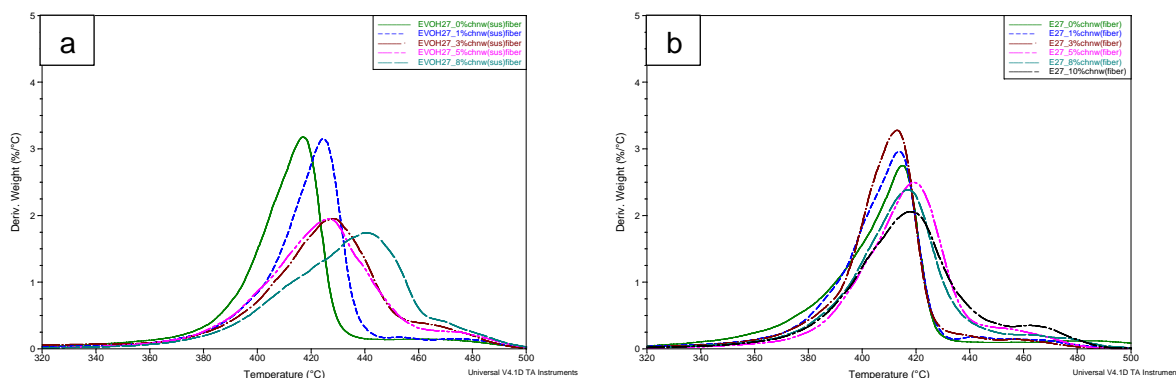 a
EVOH27_0%chnw(sus)fiber
EVOH27_1%chnw(sus)fiber
EVOH27_3%chnw(sus)fiber
EVOH27_5%chnw(sus)fiber
EVOH27_8%chnw(sus)fiber
5
4
3
2
1
0
Deriv. Weight (%/°C)
320 340 360 380 400 420 440 460 480 500
Temperature (°C)
Universal V4.1D TA Instruments
b
E27_0%chnw(fiber)
E27_1%chnw(fiber)
E27_3%chnw(fiber)
E27_5%chnw(fiber)
E27_8%chnw(fiber)
E27_10%chnw(fiber)
5
4
3
2
1
0
Deriv. Weight (%/°C)
320 340 360 380 400 420 440 460 480 500
Temperature (°C)
Universal V4.1D TA Instruments